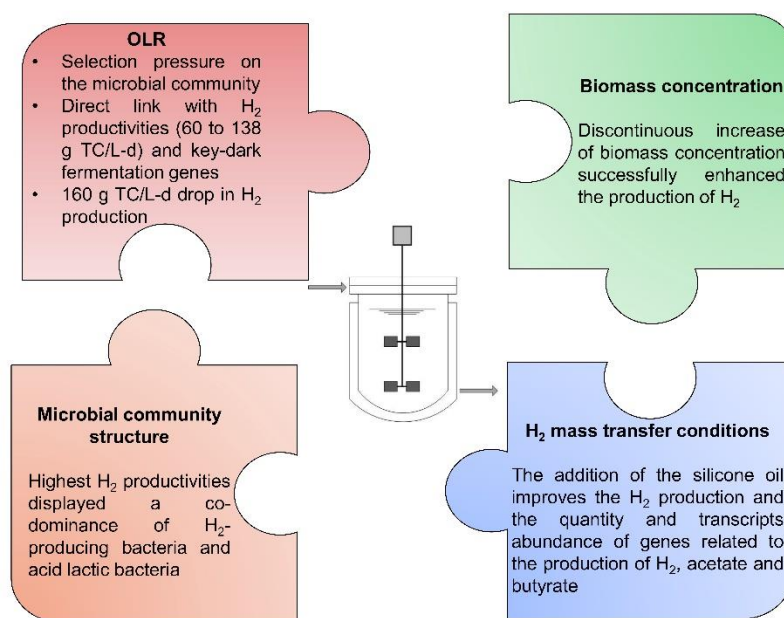 OLR
• Selection pressure on
the microbial community
• Direct link with H₂
productivities (60 to 138
g TC/L-d) and key-dark
fermentation genes
• 160 g TC/L-d drop in H₂
production
Biomass concentration
Discontinuous increase
of biomass concentration
successfully enhanced
the production of H₂
Microbial community
structure
Highest H₂ productivities
displayed a co-
dominance of H₂-
producing bacteria and
acid lactic bacteria
H₂ mass transfer conditions
The addition of the silicone oil
improves the H₂ production and
the quantity and transcripts
abundance of genes related to
the production of H₂, acetate and
butyrate